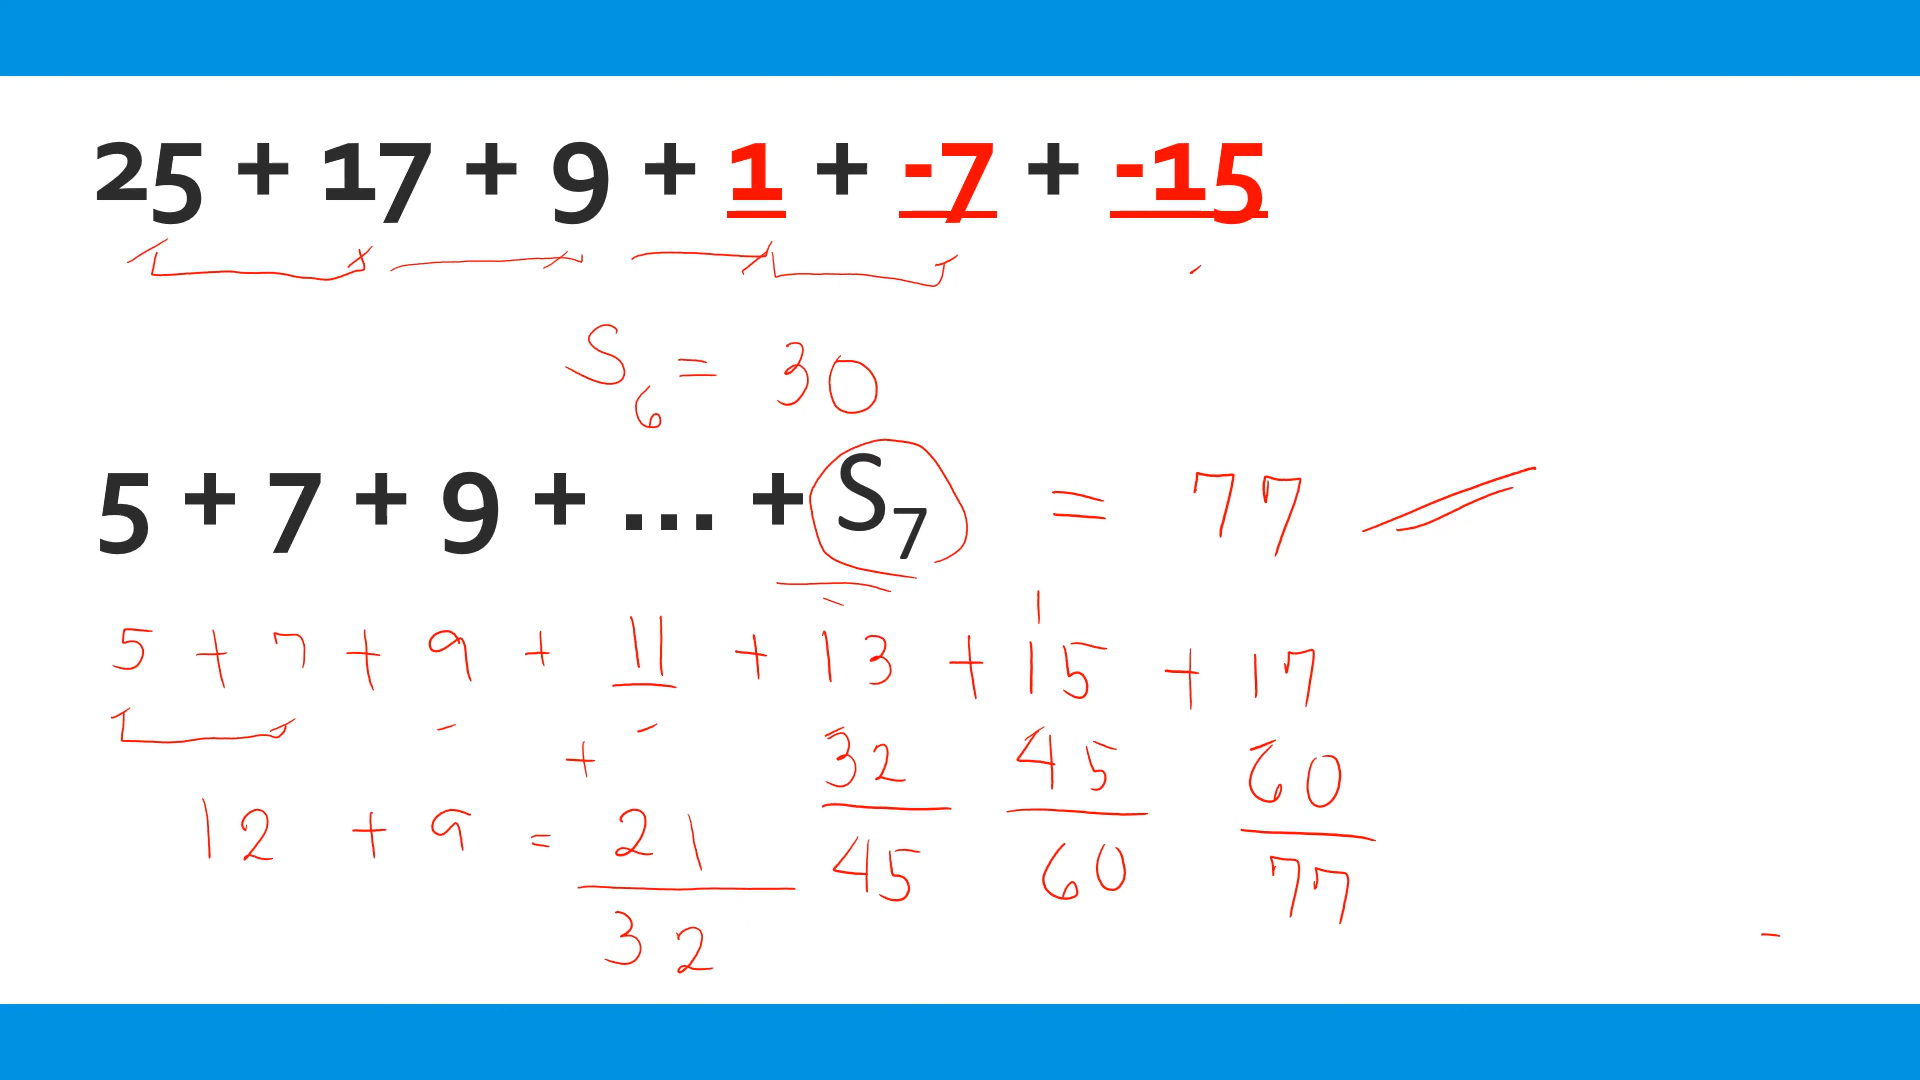 25 + 17 + 9 + 1 + -7 + -15
S6 = 30
5 + 7 + 9 + ... + S7 = 77
5 + 7 + 9 + 11 + 13 + 15 + 17
+ 32 45 60
12 + 9 = 21 45 60 77
32